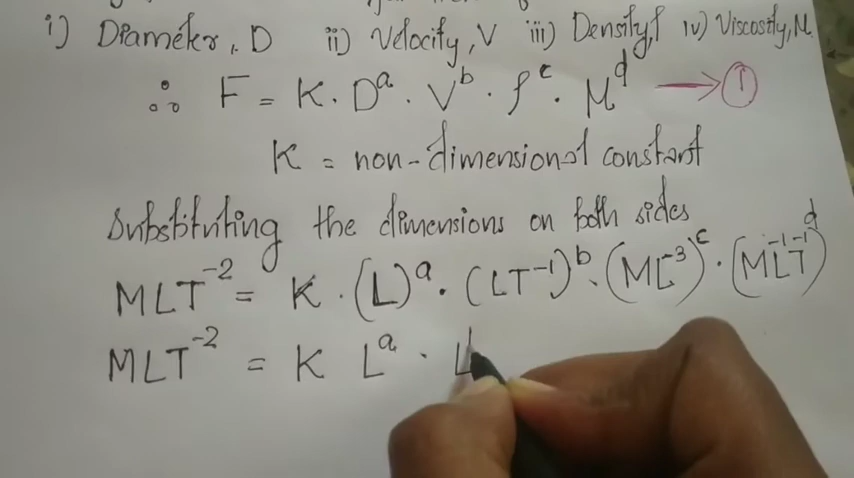 i) Diameter, D ii) Velocity, V iii) Density, ρ iv) Viscosity, μ
∴ F = K · D^a · V^b · ρ^c · μ^d → ①
K = non-dimensional constant
Substituting the dimensions on both sides
MLT^-2 = K · (L)^a · (LT^-1)^b · (ML^-3)^c · (ML^-1T^-1)^d
MLT^-2 = K L^a · L